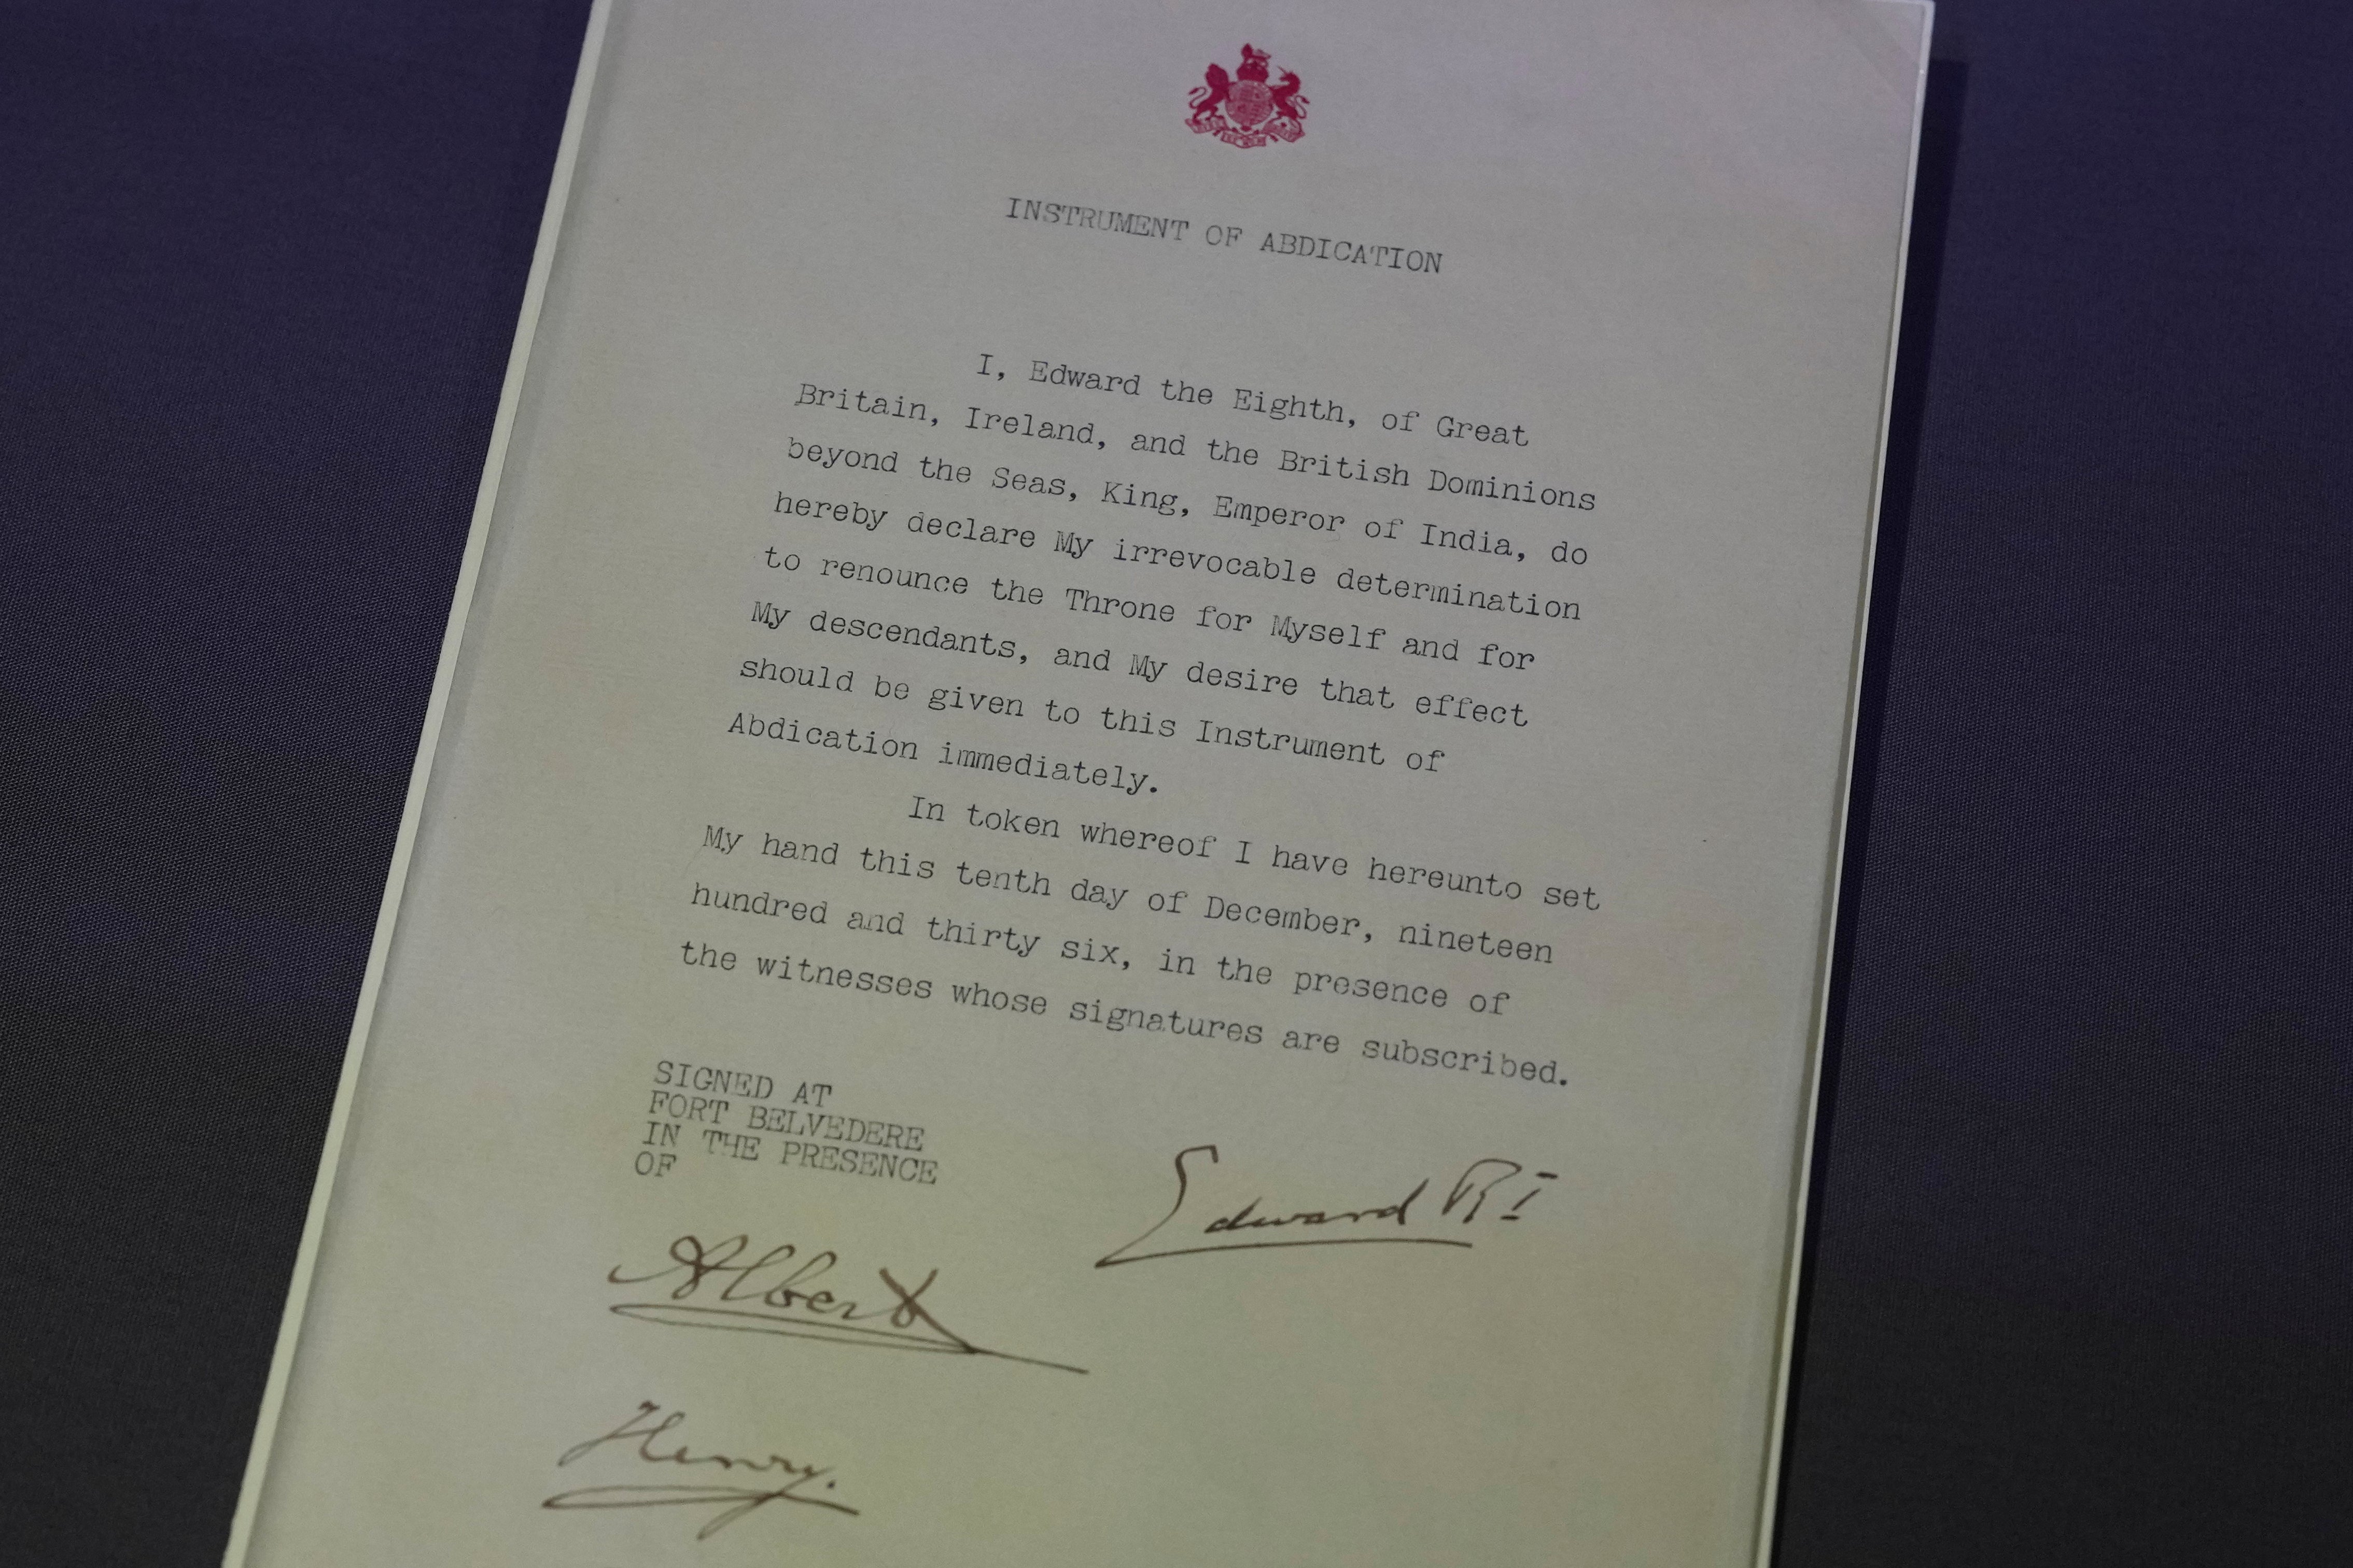 INSTRUMENT OF ABDICATION
I, Edward the Eighth, of Great
Britain, Ireland, and the British Dominions
beyond the Seas, King, Emperor of India, do
hereby declare My irrevocable determination
to renounce the Throne for Myself and for
My descendants, and My desire that effect
should be given to this Instrument of
Abdication immediately.
In token whereof I have hereunto set
My hand this tenth day of December, nineteen
hundred and thirty six, in the presence of
the witnesses whose signatures are subscribed.
SIGNED AT
FORT BELVEDERE
IN THE PRESENCE
OF
Edward RI
Albert
Henry.